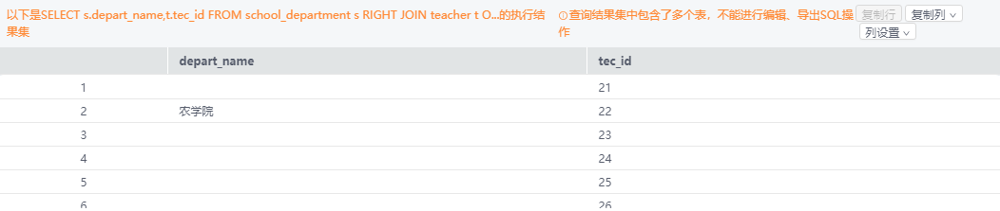 以下是SELECT s.depart_name,t.tec_id FROM school_department s RIGHT JOIN teacher t O...的执行结
果集
查询结果集中包含了多个表，不能进行编辑、导出SQL操
作
复制行 复制列
列设置
depart_name tec_id
1 21
2 农学院 22
3 23
4 24
5 25
6 26